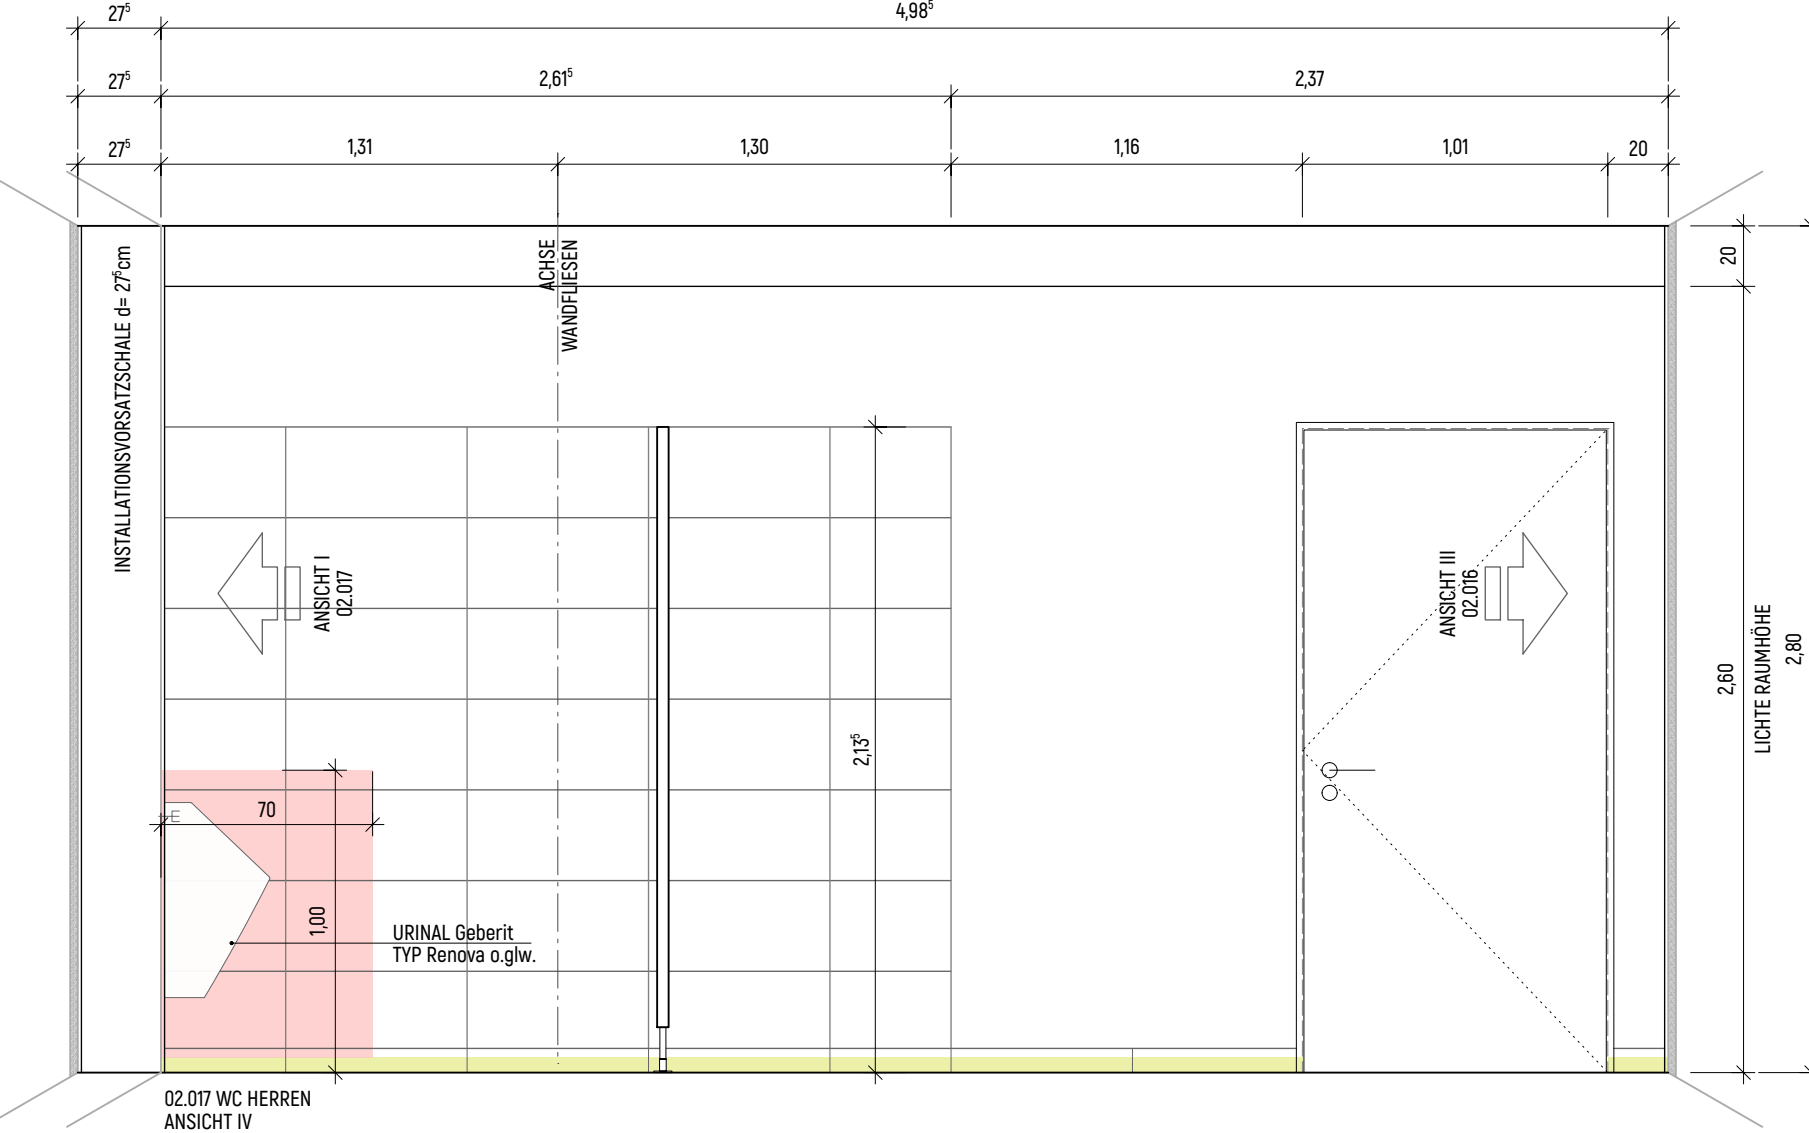 27⁵
4,98⁵
27⁵
2,61⁵
2,37
27⁵
1,31
1,30
1,16
1,01
20
INSTALLATIONSVORSATZSCHALE d= 27⁵cm
ACHSE
WANDFLIESEN
20
ANSICHT I
02.017
ANSICHT III
02.016
2,60
LICHTE RAUMHÖHE
2,80
2,13⁵
70
1,00
URINAL Geberit
TYP Renova o.glw.
02.017 WC HERREN
ANSICHT IV